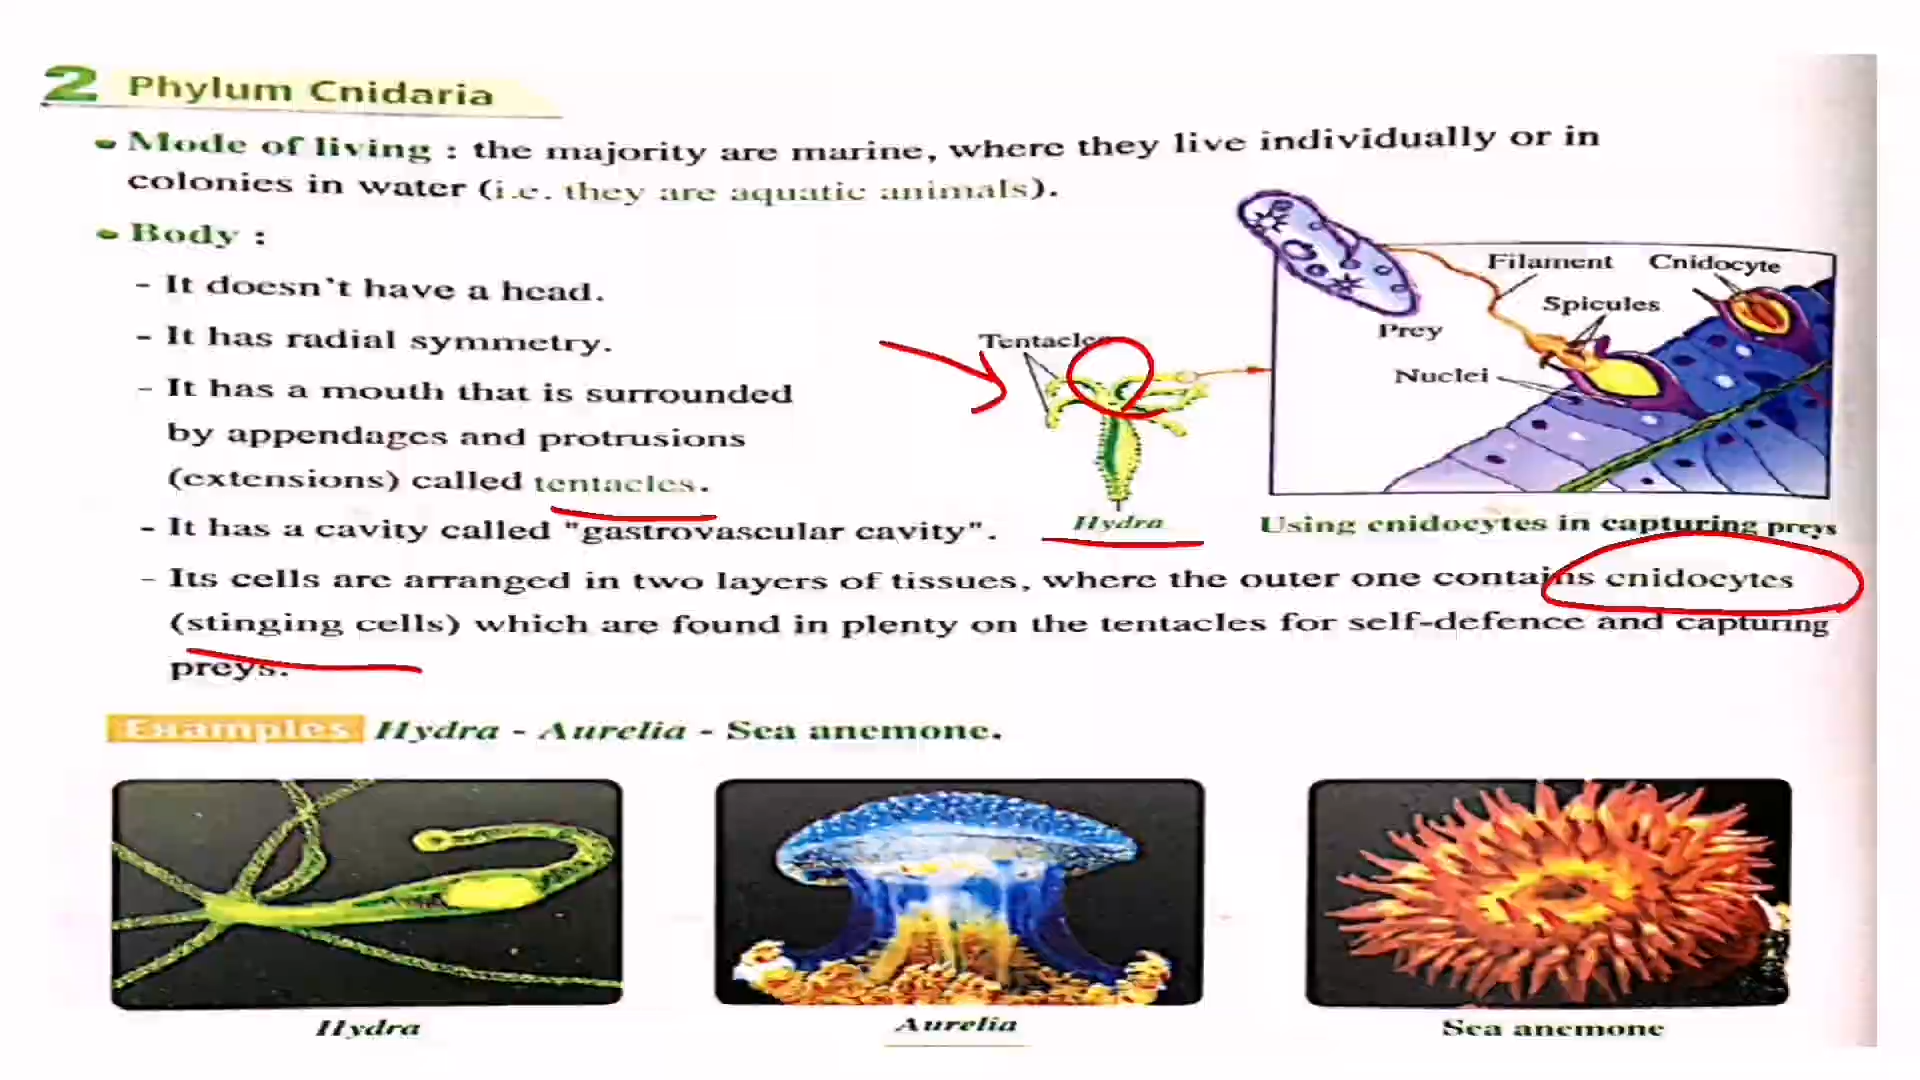 2 Phylum Cnidaria
Mode of living : the majority are marine, where they live individually or in
colonies in water (i.e. they are aquatic animals).
Body :
- It doesn't have a head.
- It has radial symmetry.
- It has a mouth that is surrounded
by appendages and protrusions
(extensions) called tentacles.
- It has a cavity called "gastrovascular cavity".
- Its cells are arranged in two layers of tissues, where the outer one contains cnidocytes
(stinging cells) which are found in plenty on the tentacles for self-defence and capturing
preys.
Tentacles
Hydra
Filament
Cnidocyte
Spicules
Prey
Nuclei
Using cnidocytes in capturing preys
Examples Hydra - Aurelia - Sea anemone.
Hydra
Aurelia
Sea anemone